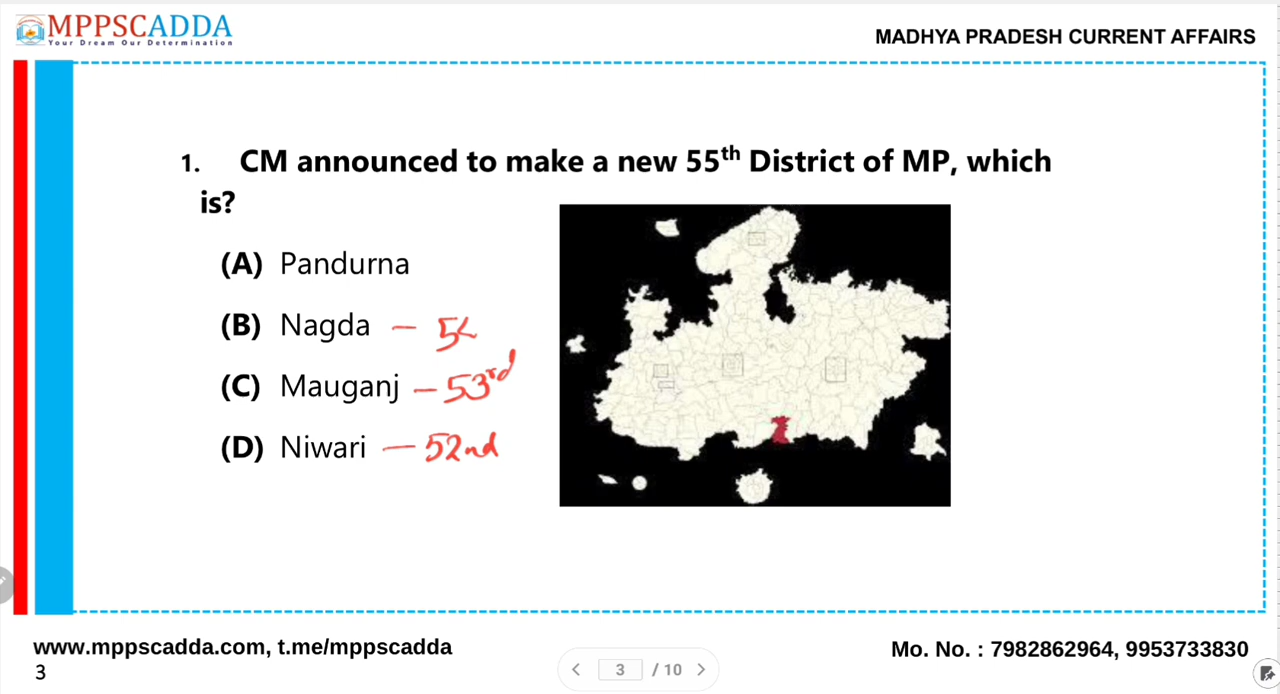 MPPSCADDA
Your Dream Our Determination
MADHYA PRADESH CURRENT AFFAIRS
1. CM announced to make a new 55th District of MP, which
is?
(A) Pandurna
(B) Nagda – 54
(C) Mauganj – 53rd
(D) Niwari – 52nd
www.mppscadda.com, t.me/mppscadda
Mo. No. : 7982862964, 9953733830
3
3 / 10